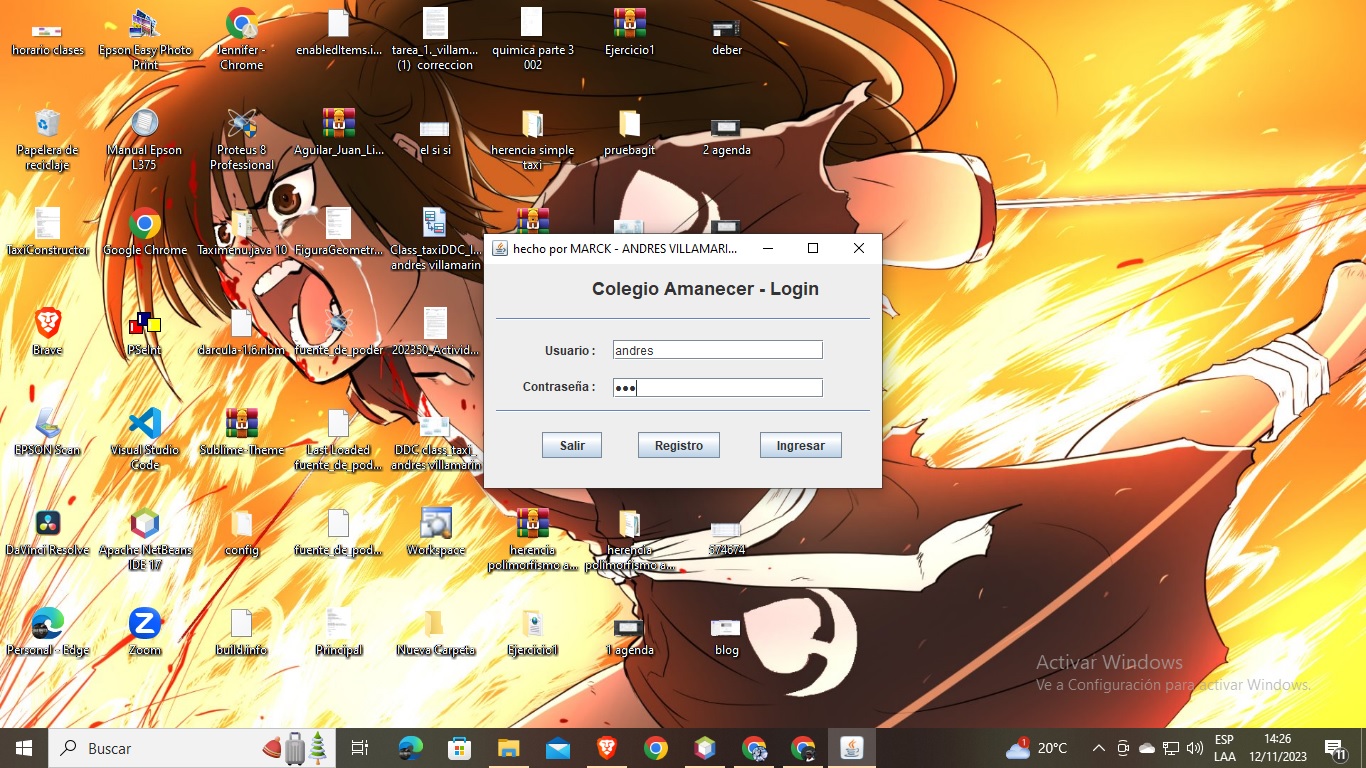 horario clases
Epson Easy Photo
Print
Jennifer -
Chrome
enabledItems.i...
tarea_1._villam...
(1) correccion
quimica parte 3
002
Ejercicio1
deber
Papelera de
reciclaje
Manual Epson
L375
Proteus 8
Professional
Aguilar_Juan_Li...
el si si
herencia simple
taxi
pruebagit
2 agenda
TaxiConstructor
Google Chrome
Taximenu.java 10
FiguraGeometr...
Class_taxiDDC_l...
andres villamarin
hecho por MARCK - ANDRES VILLAMARI...
Colegio Amanecer - Login
Usuario :
andres
Contraseña :
Salir
Registro
Ingresar
Brave
PSeInt
darcula-1.6.nbm
fuente_de_poder
202350_Activid...
EPSON Scan
Visual Studio
Code
Sublime-Theme
Last Loaded
fuente_de_pod...
DDC class_taxi_
andres villamarin
DaVinci Resolve
Apache NetBeans
IDE 17
config
fuente_de_pod...
Workspace
herencia
polimorfismo a...
herencia
polimorfismo a...
574674
Personal - Edge
Zoom
build.info
Principal
Nueva Carpeta
Ejercicio1
1 agenda
blog
Activar Windows
Ve a Configuración para activar Windows.
Buscar
1
20°C
ESP
LAA
14:26
12/11/2023
11